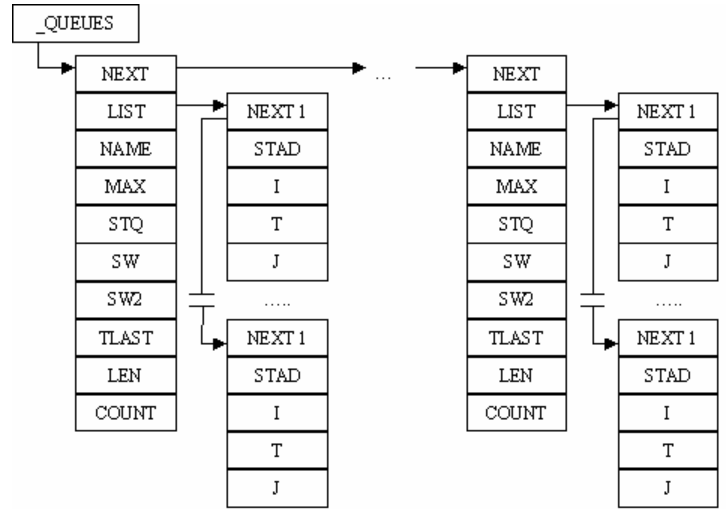 _QUEUES
NEXT
LIST
NAME
MAX
STQ
SW
SW2
TLAST
LEN
COUNT
NEXT 1
STAD
I
T
J
.....
NEXT 1
STAD
I
T
J
...
NEXT
LIST
NAME
MAX
STQ
SW
SW2
TLAST
LEN
COUNT
NEXT 1
STAD
I
T
J
.....
NEXT 1
STAD
I
T
J